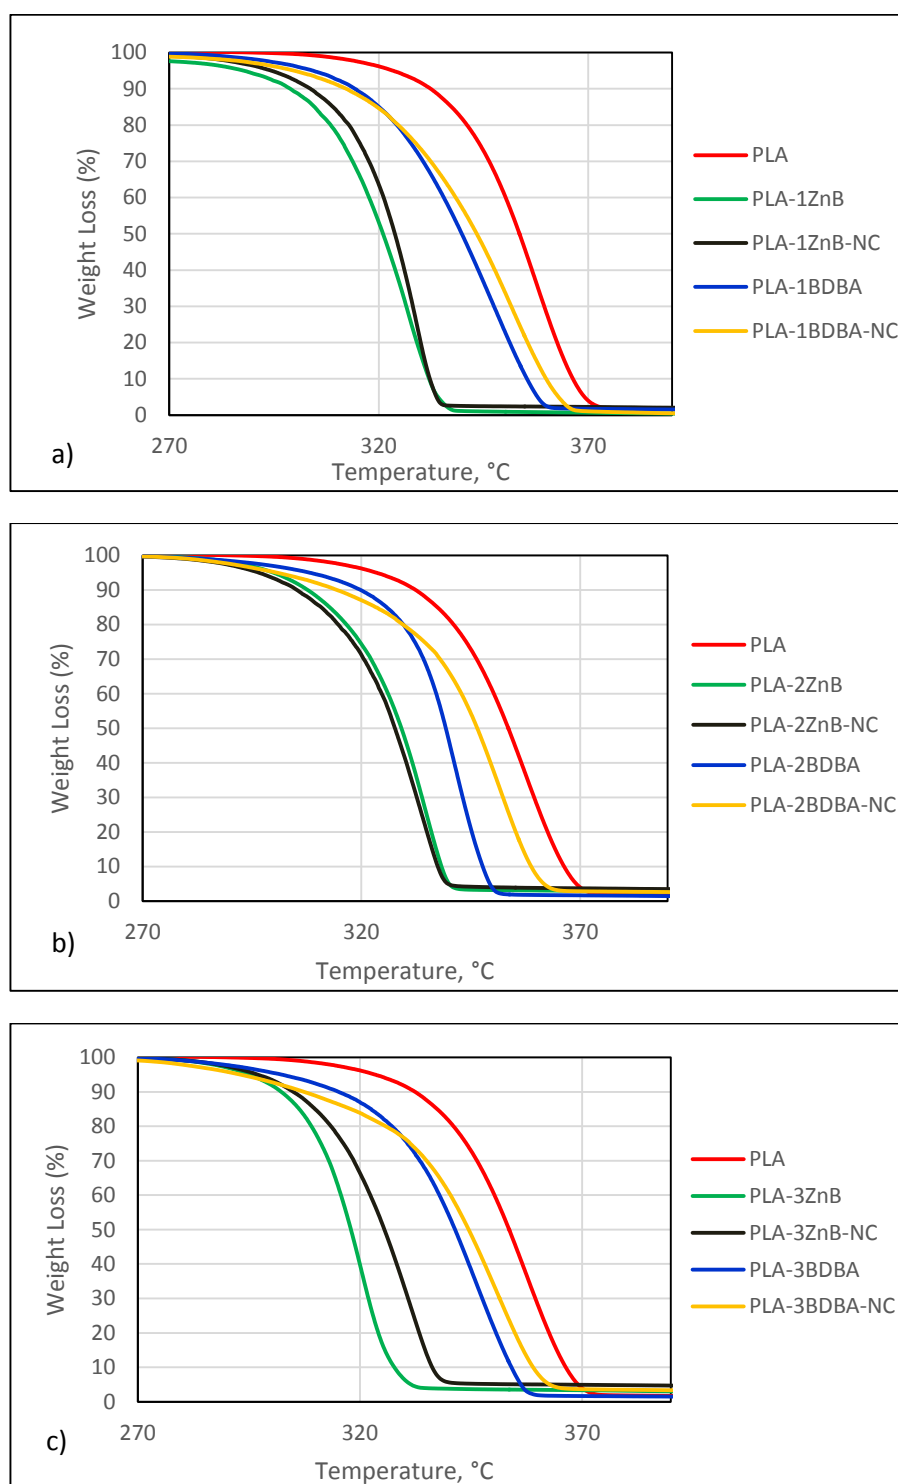 100
90
80
70
60
50
40
30
20
10
0
Weight Loss (%)
270
320
370
Temperature, °C
a)
PLA
PLA-1ZnB
PLA-1ZnB-NC
PLA-1BDBA
PLA-1BDBA-NC
100
90
80
70
60
50
40
30
20
10
0
Weight Loss (%)
270
320
370
Temperature, °C
b)
PLA
PLA-2ZnB
PLA-2ZnB-NC
PLA-2BDBA
PLA-2BDBA-NC
100
90
80
70
60
50
40
30
20
10
0
Weight Loss (%)
270
320
370
Temperature, °C
c)
PLA
PLA-3ZnB
PLA-3ZnB-NC
PLA-3BDBA
PLA-3BDBA-NC